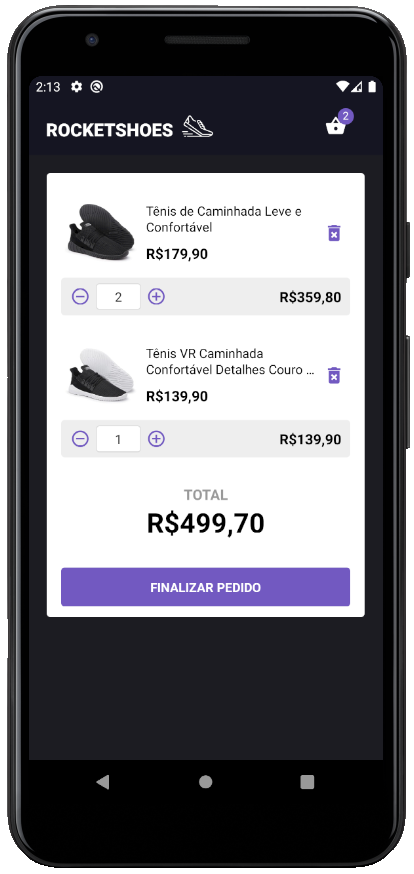 2:13
ROCKETSHOES
2
Tênis de Caminhada Leve e
Confortável
R$179,90
2
R$359,80
Tênis VR Caminhada
Confortável Detalhes Couro ...
R$139,90
1
R$139,90
TOTAL
R$499,70
FINALIZAR PEDIDO